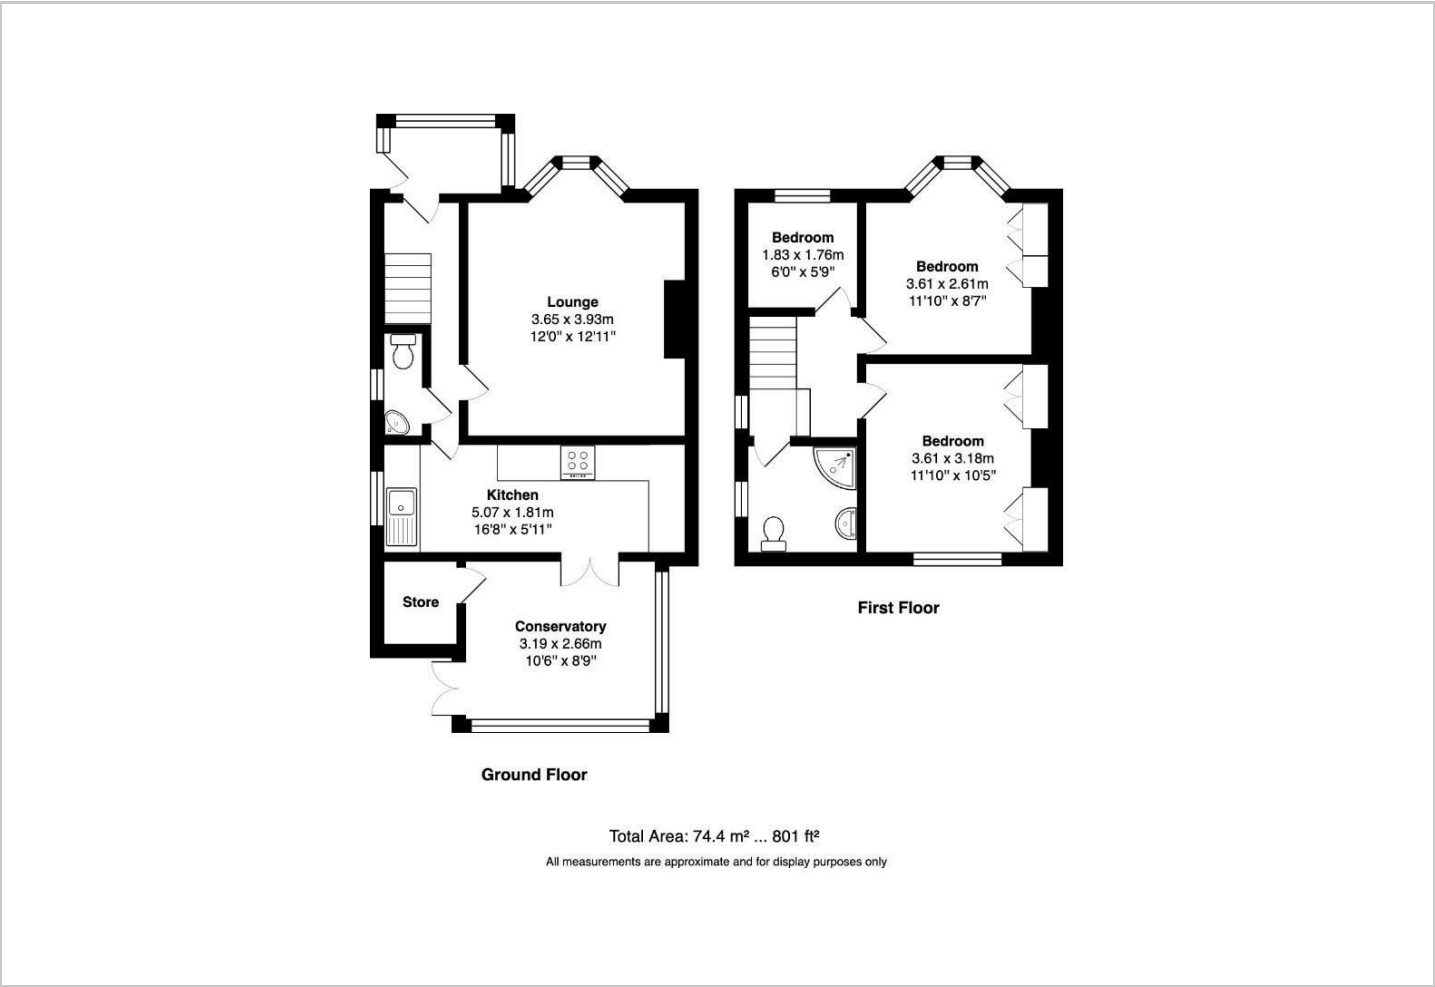 Lounge
3.65 x 3.93m
12'0" x 12'11"
Kitchen
5.07 x 1.81m
16'8" x 5'11"
Store
Conservatory
3.19 x 2.66m
10'6" x 8'9"
Ground Floor
Bedroom
1.83 x 1.76m
6'0" x 5'9"
Bedroom
3.61 x 2.61m
11'10" x 8'7"
Bedroom
3.61 x 3.18m
11'10" x 10'5"
First Floor
Total Area: 74.4 m² ... 801 ft²
All measurements are approximate and for display purposes only